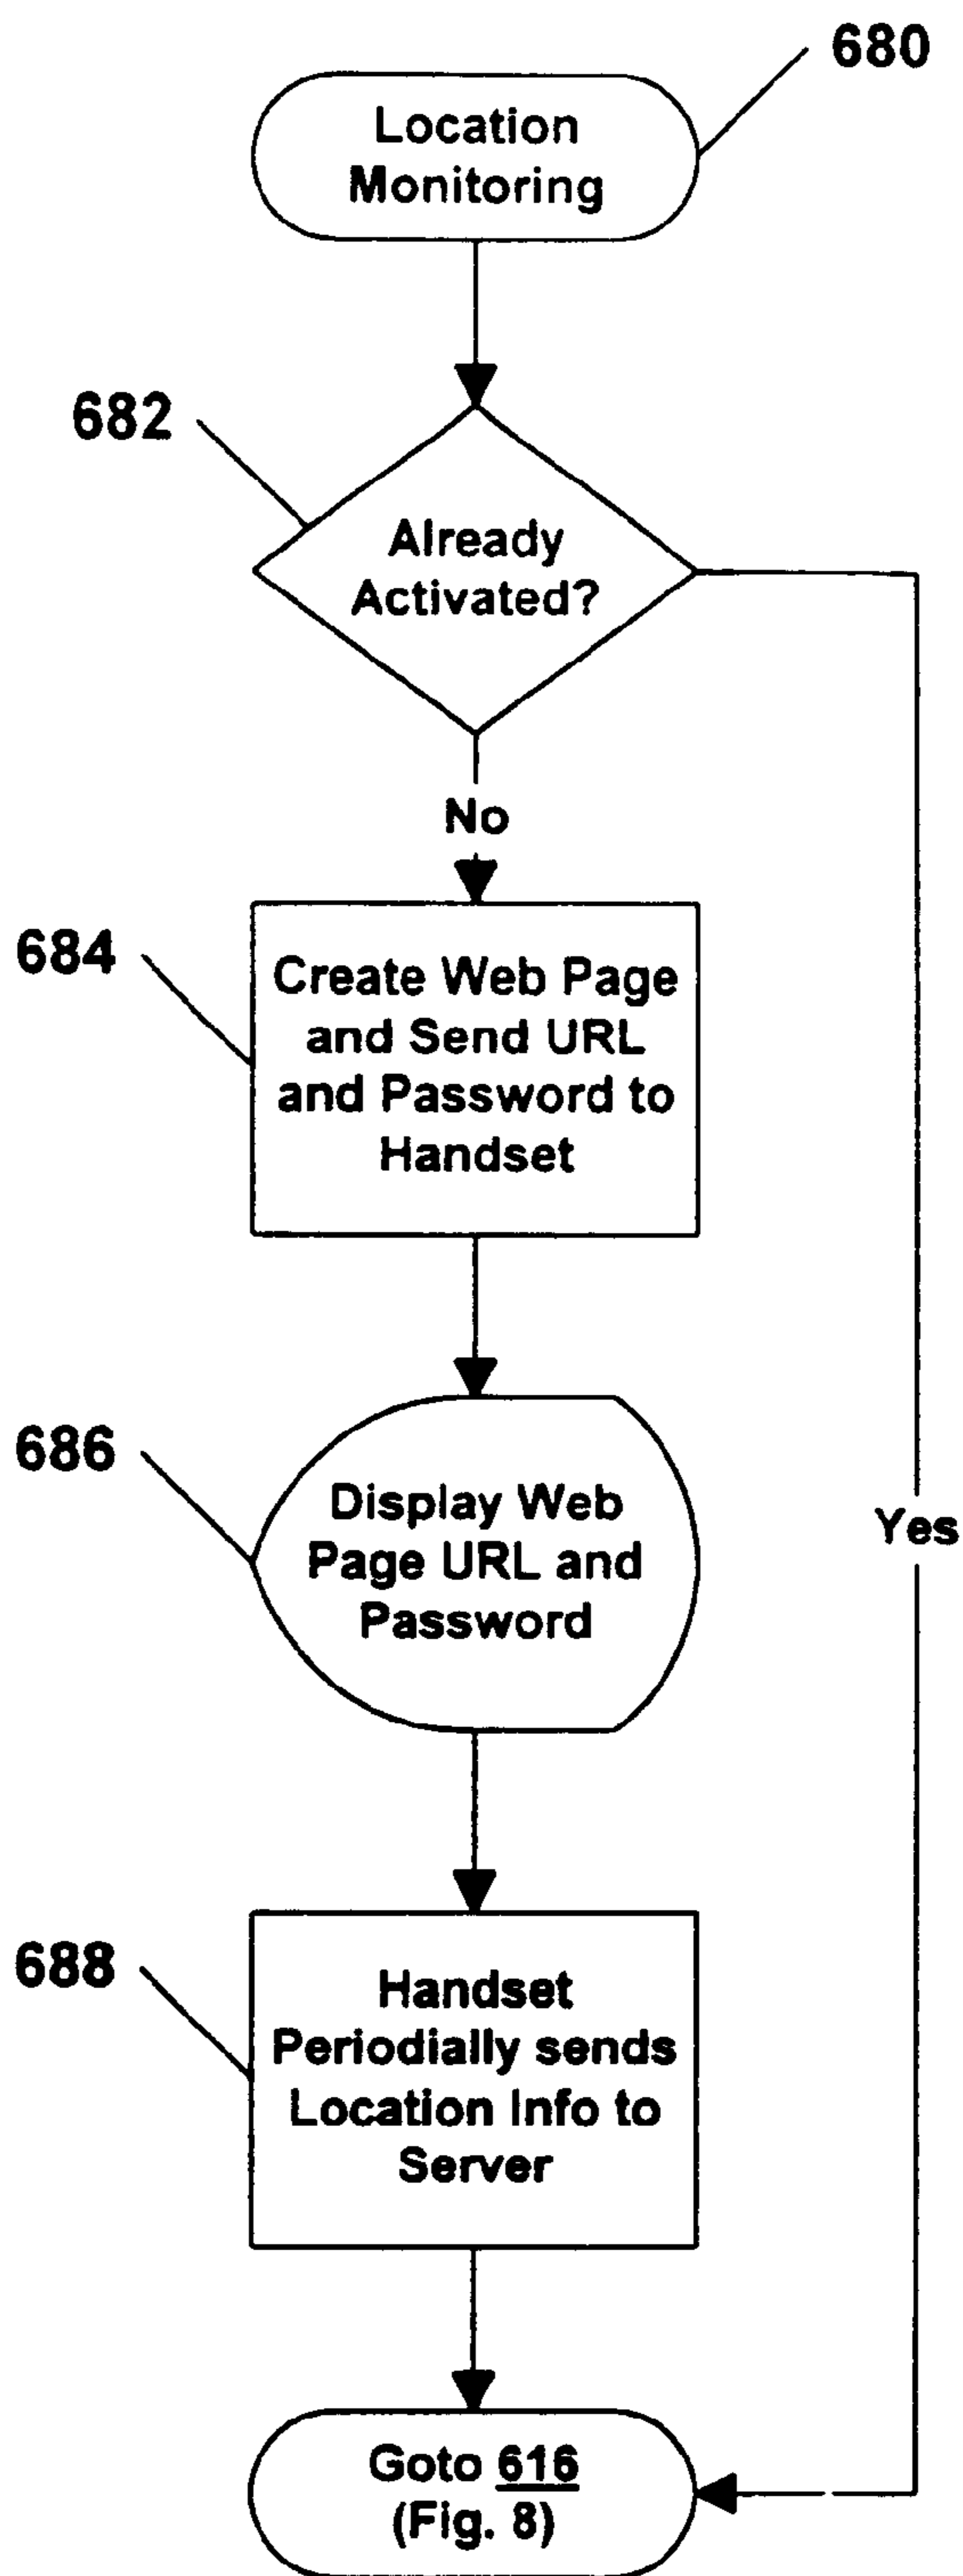 680
Location
Monitoring
682
Already
Activated?
No
684
Create Web Page
and Send URL
and Password to
Handset
686
Display Web
Page URL and
Password
Yes
688
Handset
Periodially sends
Location Info to
Server
Goto 616
(Fig. 8)